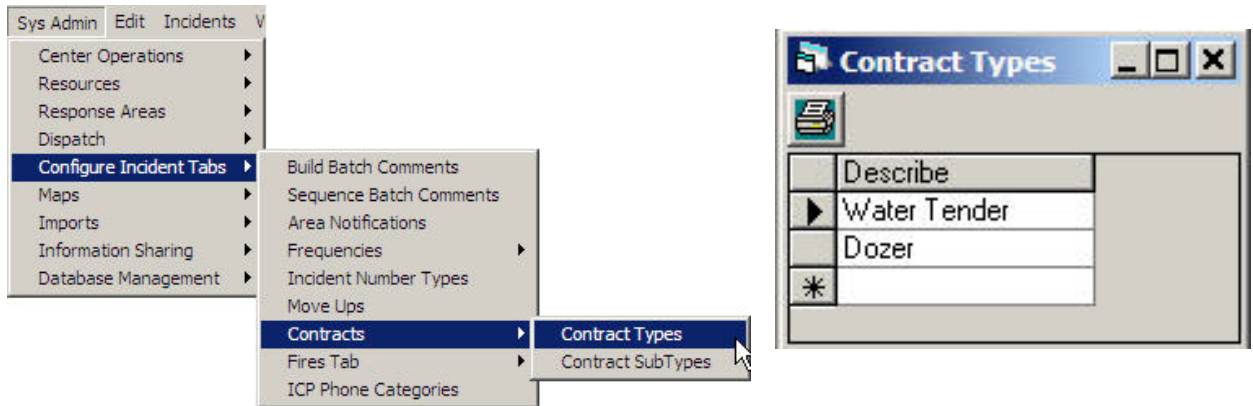 Sys Admin Edit Incidents
Center Operations
Resources
Response Areas
Dispatch
Configure Incident Tabs
Maps
Imports
Information Sharing
Database Management
Build Batch Comments
Sequence Batch Comments
Area Notifications
Frequencies
Incident Number Types
Move Ups
Contracts
Fires Tab
ICP Phone Categories
Contract Types
Contract SubTypes
Contract Types
Describe
Water Tender
Dozer